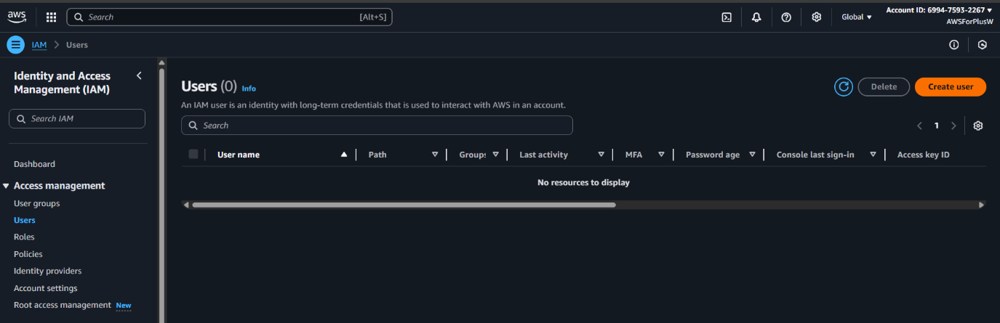 aws
Search [Alt+S]
Global
Account ID: 6994-7593-2267
AWSForPlusW
IAM > Users
Identity and Access
Management (IAM)
Search IAM
Dashboard
Access management
User groups
Users
Roles
Policies
Identity providers
Account settings
Root access management New
Users (0) Info
Delete
Create user
An IAM user is an identity with long-term credentials that is used to interact with AWS in an account.
Search
1
User name Path Groups Last activity MFA Password age Console last sign-in Access key ID
No resources to display